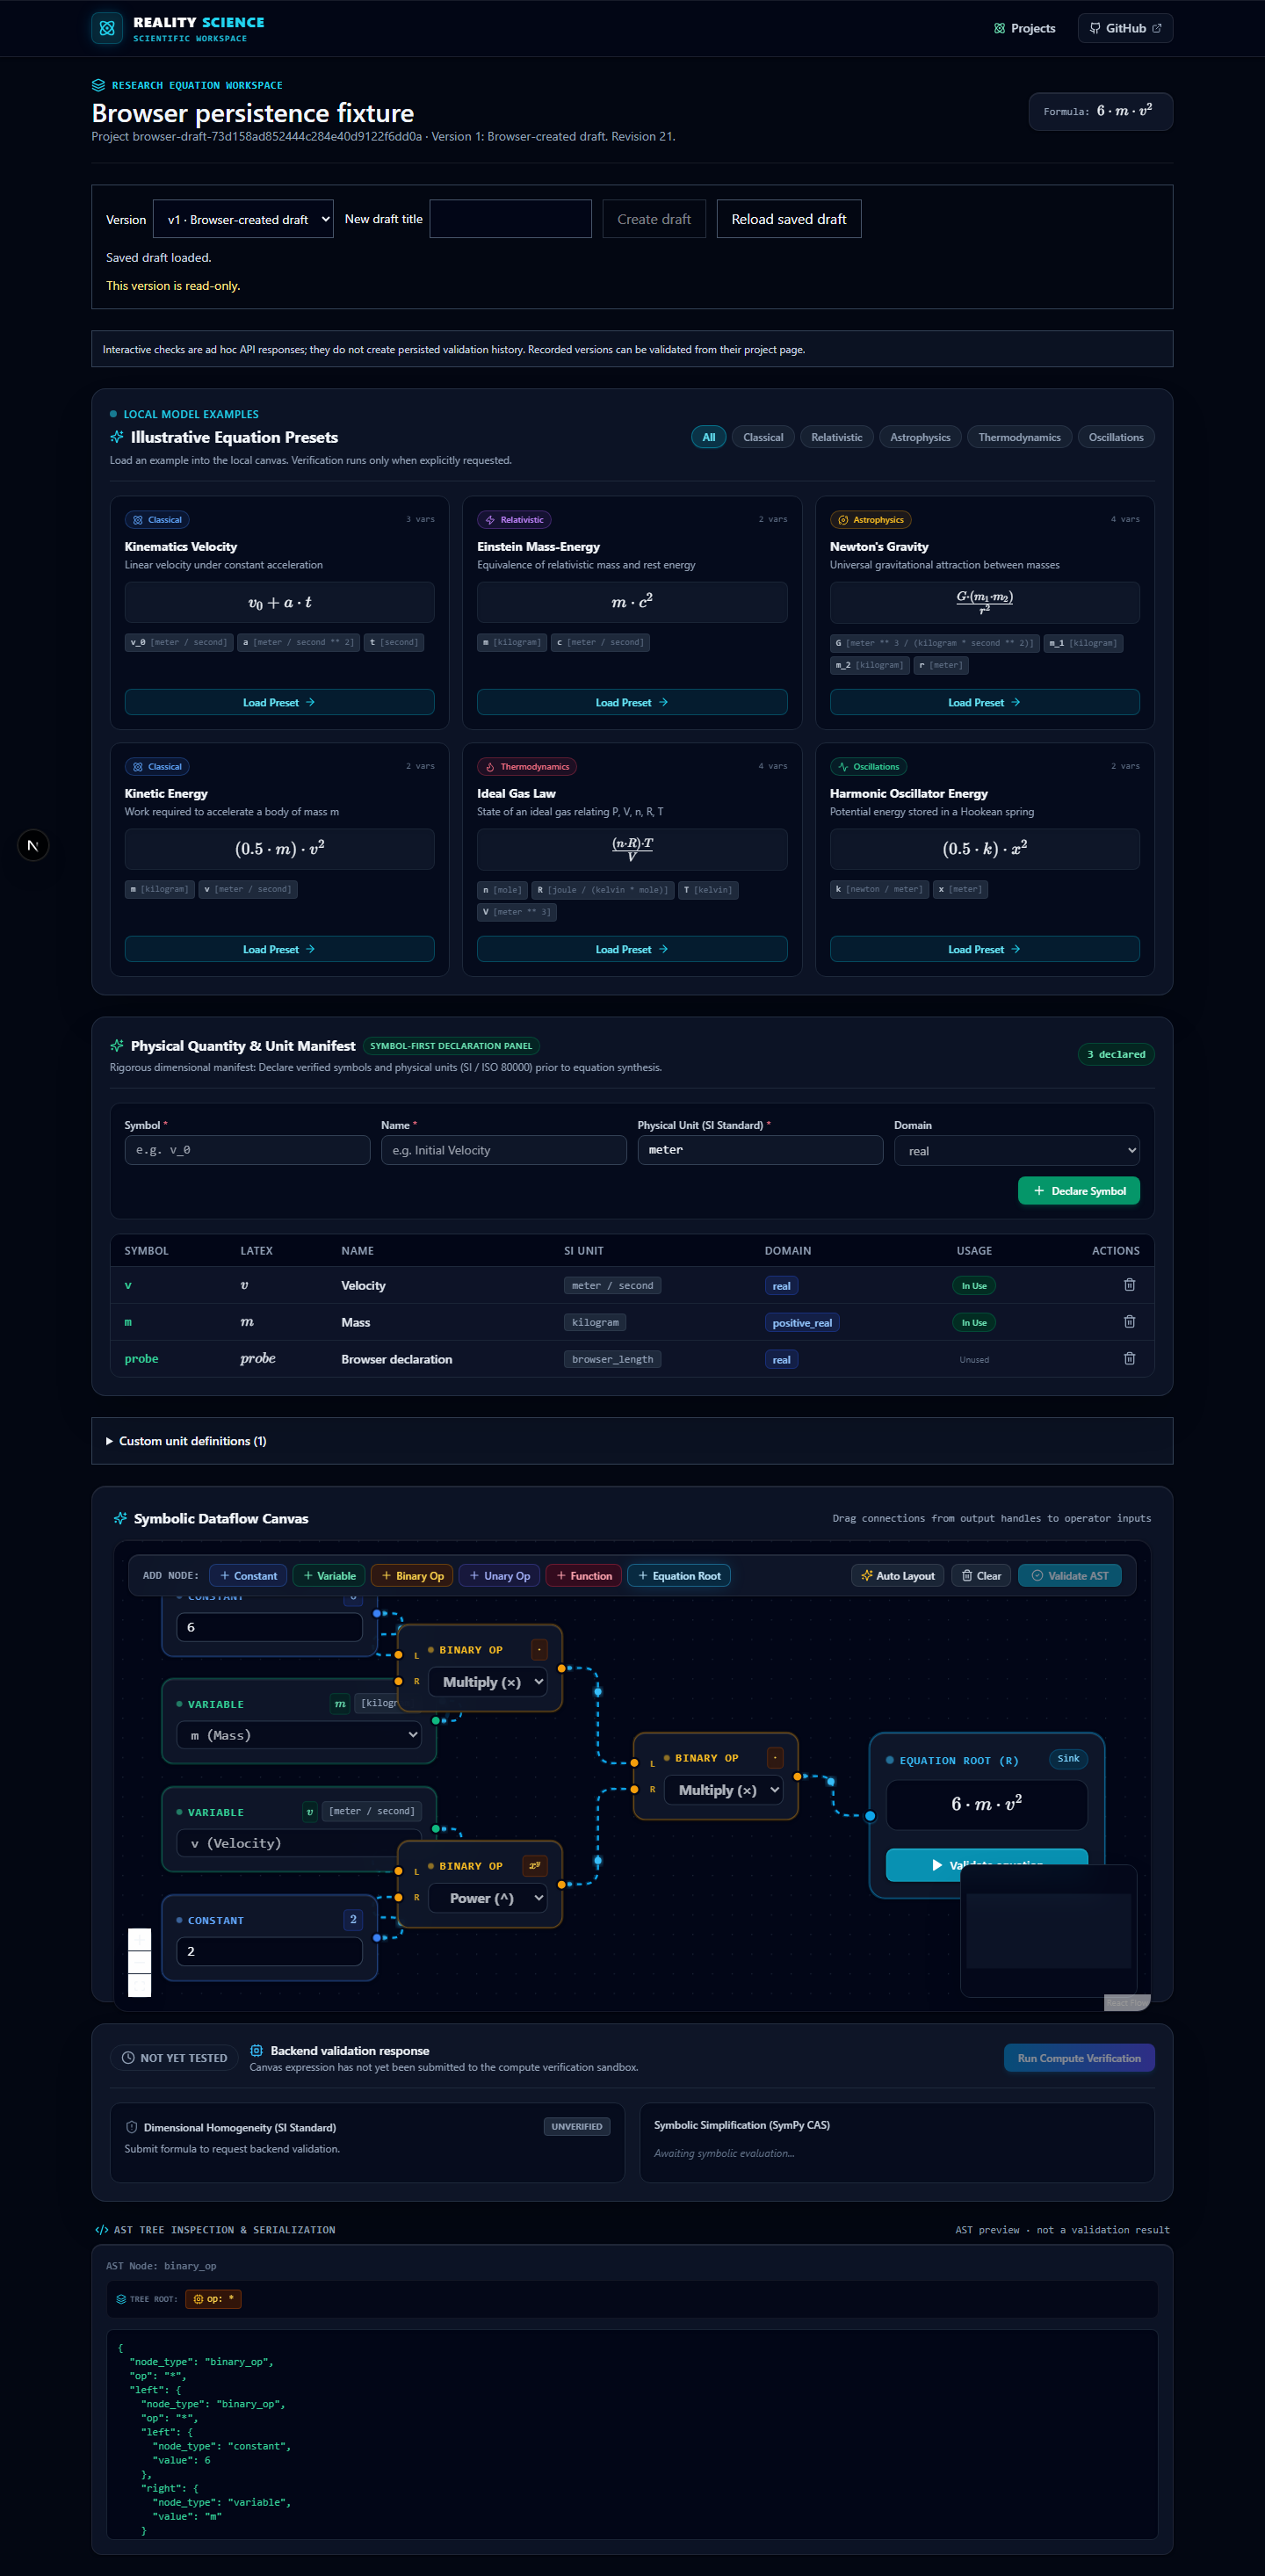 REALITY SCIENCE
SCIENTIFIC WORKSPACE
Projects
GitHub
RESEARCH EQUATION WORKSPACE
Browser persistence fixture
Project browser-draft-73d158ad852444c284e40d9122f6dd0a · Version 1: Browser-created draft. Revision 21.
Formula: 6 · m · v²
Version
v1 · Browser-created draft
New draft title
Create draft
Reload saved draft
Saved draft loaded.
This version is read-only.
Interactive checks are ad hoc API responses; they do not create persisted validation history. Recorded versions can be validated from their project page.
LOCAL MODEL EXAMPLES
Illustrative Equation Presets
Load an example into the local canvas. Verification runs only when explicitly requested.
All
Classical
Relativistic
Astrophysics
Thermodynamics
Oscillations
Classical
3 vars
Kinematics Velocity
Linear velocity under constant acceleration
v₀ + a · t
v_0 [meter / second]
a [meter / second ** 2]
t [second]
Load Preset
Relativistic
2 vars
Einstein Mass-Energy
Equivalence of relativistic mass and rest energy
m · c²
m [kilogram]
c [meter / second]
Load Preset
Astrophysics
4 vars
Newton's Gravity
Universal gravitational attraction between masses
G·(m₁·m₂)
r²
G [meter ** 3 / (kilogram * second ** 2)]
m_1 [kilogram]
m_2 [kilogram]
r [meter]
Load Preset
Classical
2 vars
Kinetic Energy
Work required to accelerate a body of mass m
(0.5 · m) · v²
m [kilogram]
v [meter / second]
Load Preset
Thermodynamics
4 vars
Ideal Gas Law
State of an ideal gas relating P, V, n, R, T
(n·R)·T
V
n [mole]
R [joule / (kelvin * mole)]
T [kelvin]
V [meter ** 3]
Load Preset
Oscillations
2 vars
Harmonic Oscillator Energy
Potential energy stored in a Hookean spring
(0.5 · k) · x²
k [newton / meter]
x [meter]
Load Preset
Physical Quantity & Unit Manifest
SYMBOL-FIRST DECLARATION PANEL
Rigorous dimensional manifest: Declare verified symbols and physical units (SI / ISO 80000) prior to equation synthesis.
3 declared
Symbol *
Name *
Physical Unit (SI Standard) *
Domain
e.g. v_0
e.g. Initial Velocity
meter
real
+ Declare Symbol
SYMBOL LATEX NAME SI UNIT DOMAIN USAGE ACTIONS
v v Velocity meter / second real In Use
m m Mass kilogram positive_real In Use
probe probe Browser declaration browser_length real Unused
Custom unit definitions (1)
Symbolic Dataflow Canvas
Drag connections from output handles to operator inputs
ADD NODE:
+ Constant
+ Variable
+ Binary Op
+ Unary Op
+ Function
+ Equation Root
Auto Layout
Clear
Validate AST
CONSTANT
6
VARIABLE
m
m (Mass)
VARIABLE
v
[meter / second]
v (Velocity)
CONSTANT
2
2
L
BINARY OP
·
R
Multiply (×)
L
BINARY OP
xʸ
R
Power (^)
L
BINARY OP
·
R
Multiply (×)
EQUATION ROOT (R)
Sink
6 · m · v²
NOT YET TESTED
Backend validation response
Canvas expression has not yet been submitted to the compute verification sandbox.
Run Compute Verification
Dimensional Homogeneity (SI Standard)
UNVERIFIED
Submit formula to request backend validation.
Symbolic Simplification (SymPy CAS)
Awaiting symbolic evaluation...
AST TREE INSPECTION & SERIALIZATION
AST preview · not a validation result
AST Node: binary_op
TREE ROOT:
op: *
{
"node_type": "binary_op",
"op": "*",
"left": {
"node_type": "binary_op",
"op": "*",
"left": {
"node_type": "constant",
"value": 6
},
"right": {
"node_type": "variable",
"value": "m"
}